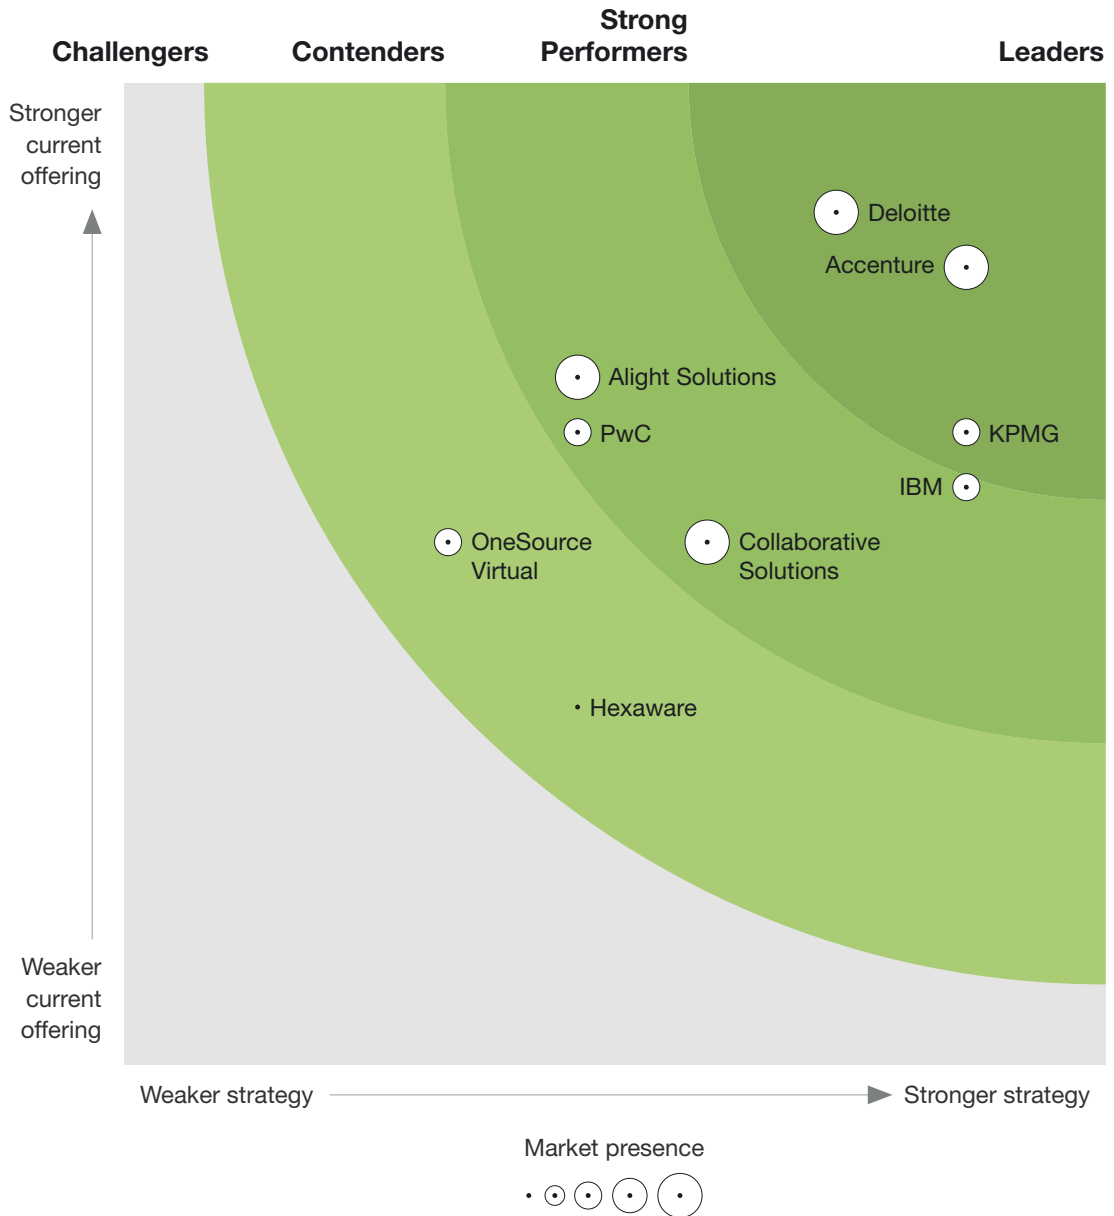 Challengers
Contenders
Strong
Performers
Leaders
Stronger
current
offering
Deloitte
Accenture
Alight Solutions
PwC
KPMG
IBM
OneSource
Virtual
Collaborative
Solutions
Hexaware
Weaker
current
offering
Weaker strategy
Stronger strategy
Market presence